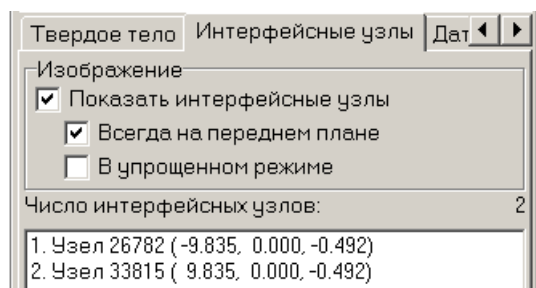 Твердое тело Интерфейсные узлы Дат
Изображение
Показать интерфейсные узлы
Всегда на переднем плане
В упрощенном режиме
Число интерфейсных узлов: 2
1. Узел 26782 ( -9.835, 0.000, -0.492)
2. Узел 33815 ( 9.835, 0.000, -0.492)